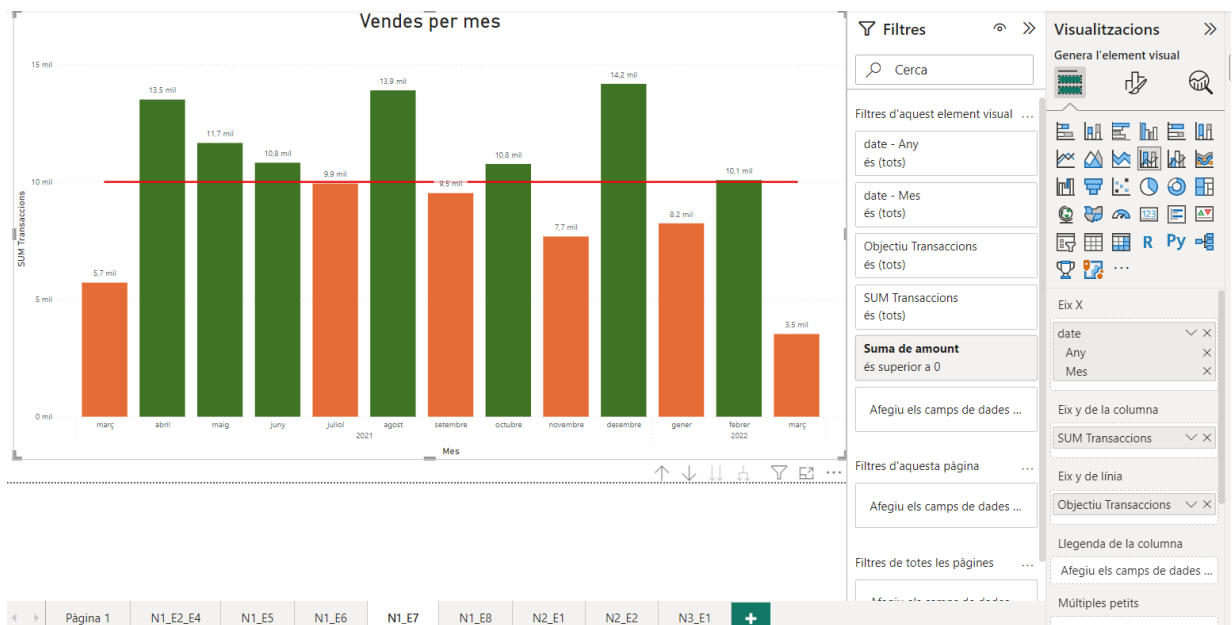 Vendes per mes
15 mil
10 mil
5 mil
0 mil
SUM Transaccions
5,7 mil
13,5 mil
11,7 mil
10,8 mil
9,9 mil
13,9 mil
9,5 mil
10,8 mil
7,7 mil
14,2 mil
8,2 mil
10,1 mil
3,5 mil
març abril maig juny juliol agost setembre octubre novembre desembre gener febrer març
2021 2022
Mes
Filtres
Cerca
Filtres d'aquest element visual ...
date - Any
és (tots)
date - Mes
és (tots)
Objectiu Transaccions
és (tots)
SUM Transaccions
és (tots)
Suma de amount
és superior a 0
Afegiu els camps de dades ...
Filtres d'aquesta pàgina ...
Afegiu els camps de dades ...
Filtres de totes les pàgines ...
Visualitzacions
Genera l'element visual
123
R Py
...
Eix X
date
Any
Mes
Eix y de la columna
SUM Transaccions
Eix y de línia
Objectiu Transaccions
Llegenda de la columna
Afegiu els camps de dades ...
Múltiples petits
Pàgina 1 N1_E2_E4 N1_E5 N1_E6 N1_E7 N1_E8 N2_E1 N2_E2 N3_E1 +